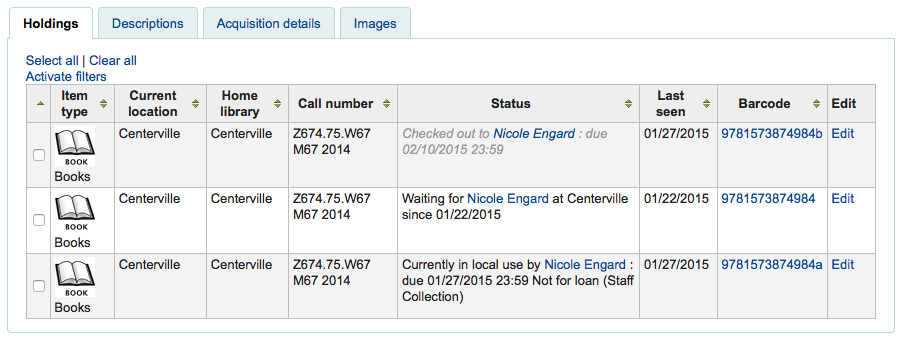 Holdings Descriptions Acquisition details Images
Select all | Clear all
Activate filters
Item type Current location Home library Call number Status Last seen Barcode Edit
BOOK
Books Centerville Centerville Z674.75.W67 M67 2014 Checked out to Nicole Engard : due 02/10/2015 23:59 01/27/2015 9781573874984b Edit
BOOK
Books Centerville Centerville Z674.75.W67 M67 2014 Waiting for Nicole Engard at Centerville since 01/22/2015 01/22/2015 9781573874984 Edit
BOOK
Books Centerville Centerville Z674.75.W67 M67 2014 Currently in local use by Nicole Engard : due 01/27/2015 23:59 Not for loan (Staff Collection) 01/27/2015 9781573874984a Edit